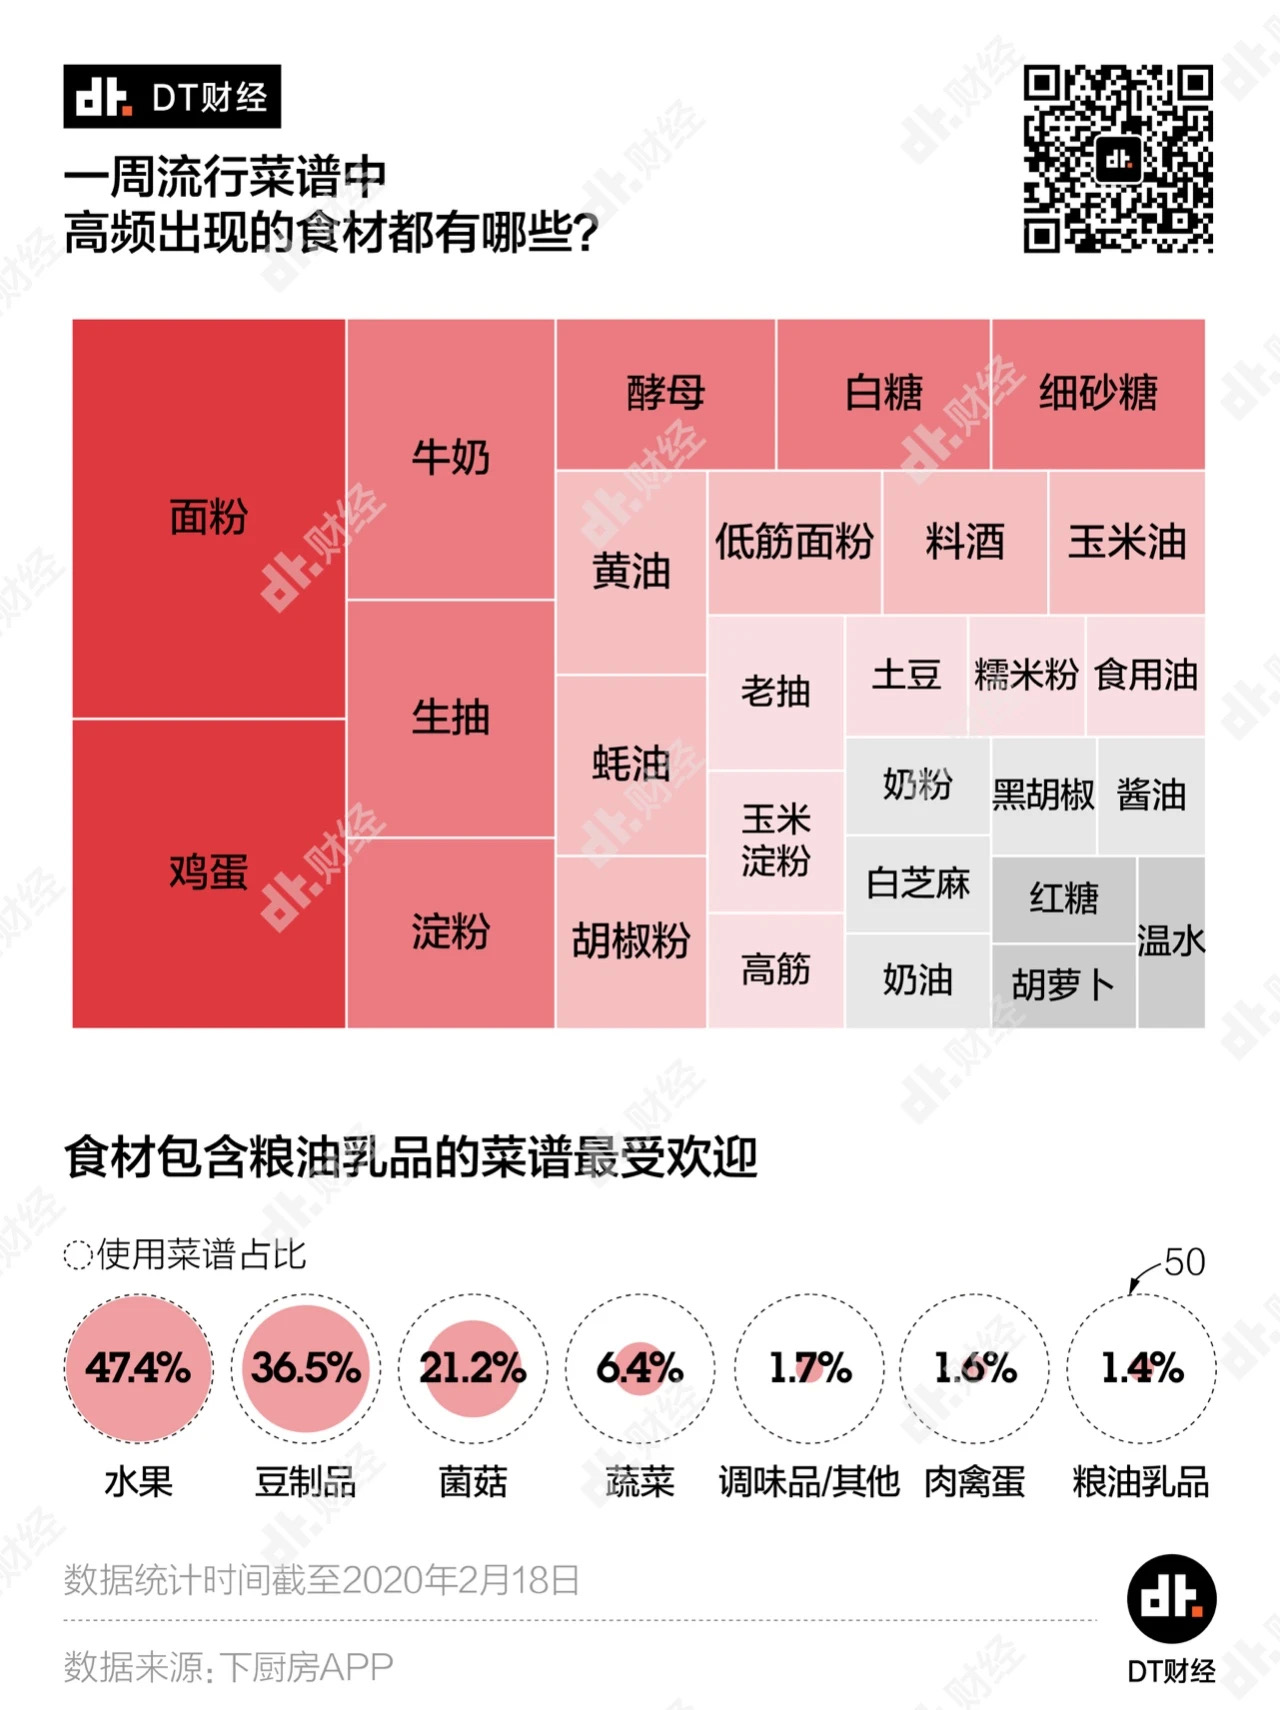 dt. DT财经
一周流行菜谱中
高频出现的食材都有哪些?
面粉
鸡蛋
牛奶
生抽
淀粉
酵母
白糖
细砂糖
黄油
低筋面粉
料酒
玉米油
蚝油
胡椒粉
老抽
土豆
糯米粉
食用油
玉米
淀粉
高筋
奶粉
黑胡椒
酱油
白芝麻
奶油
红糖
胡萝卜
温水
食材包含粮油乳品的菜谱最受欢迎
使用菜谱占比
50
47.4%
36.5%
21.2%
6.4%
1.7%
1.6%
1.4%
水果
豆制品
菌菇
蔬菜
调味品/其他
肉禽蛋
粮油乳品
数据统计时间截至2020年2月18日
数据来源:下厨房APP
dt.
DT财经